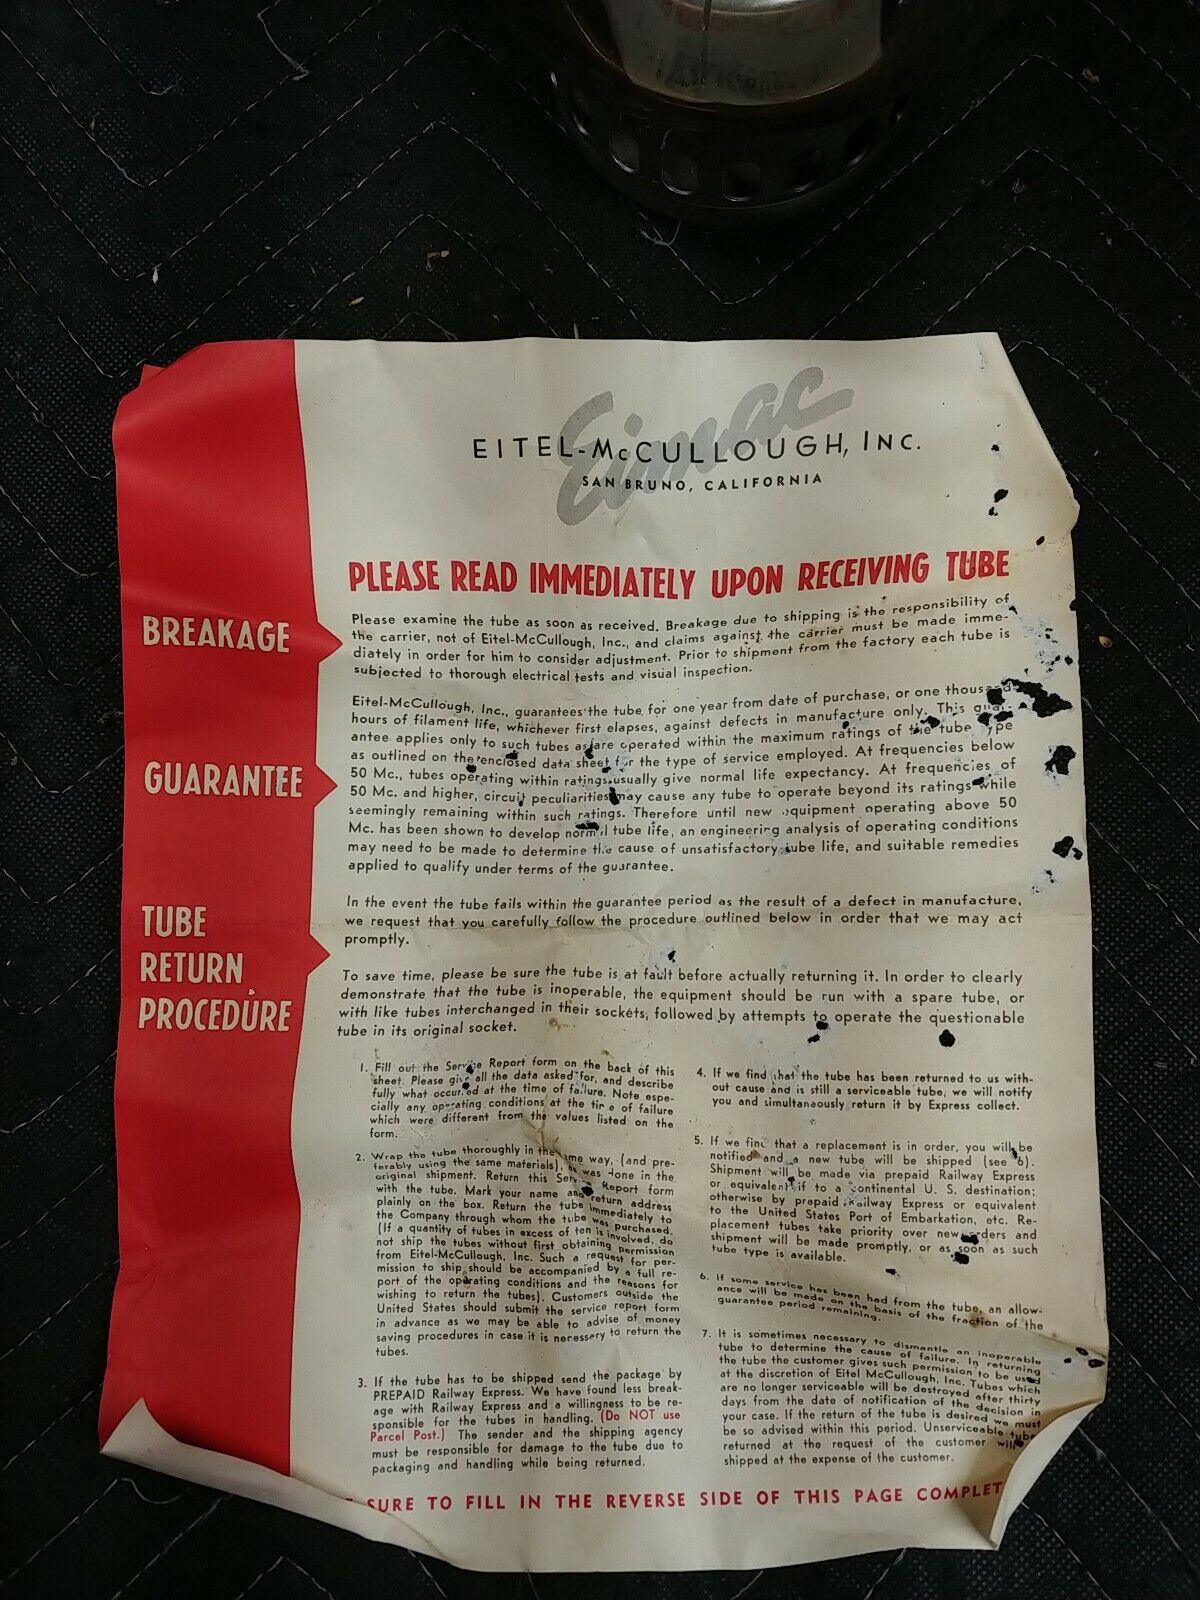 Eimac
EITEL-McCULLOUGH, INC.
SAN BRUNO, CALIFORNIA
PLEASE READ IMMEDIATELY UPON RECEIVING TUBE
BREAKAGE
Please examine the tube as soon as received. Breakage due to shipping is the responsibility of
the carrier, not of Eitel-McCullough, Inc., and claims against the carrier must be made imme-
diately in order for him to consider adjustment. Prior to shipment from the factory each tube is
subjected to thorough electrical tests and visual inspection.
GUARANTEE
Eitel-McCullough, Inc., guarantees the tube for one year from date of purchase, or one thousand
hours of filament life, whichever first elapses, against defects in manufacture only. This guar-
antee applies only to such tubes as are operated within the maximum ratings of the tube type
as outlined on the enclosed data sheet for the type of service employed. At frequencies below
50 Mc., tubes operating within ratings usually give normal life expectancy. At frequencies of
50 Mc. and higher, circuit peculiarities may cause any tube to operate beyond its ratings while
seemingly remaining within such ratings. Therefore until new equipment operating above 50
Mc. has been shown to develop normal tube life, an engineering analysis of operating conditions
may need to be made to determine the cause of unsatisfactory tube life, and suitable remedies
applied to qualify under terms of the guarantee.
TUBE
RETURN
PROCEDURE
In the event the tube fails within the guarantee period as the result of a defect in manufacture,
we request that you carefully follow the procedure outlined below in order that we may act
promptly.
To save time, please be sure the tube is at fault before actually returning it. In order to clearly
demonstrate that the tube is inoperable, the equipment should be run with a spare tube, or
with like tubes interchanged in their sockets, followed by attempts to operate the questionable
tube in its original socket.
1. Fill out the Service Report form on the back of this
sheet. Please give all the data asked for, and describe
fully what occurred at the time of failure. Note espe-
cially any operating conditions at the time of failure
which were different from the values listed on the
form.
2. Wrap the tube thoroughly in the same way, (and pre-
ferably using the same materials), as was done in the
original shipment. Return this Service Report form
with the tube. Mark your name and return address
plainly on the box. Return the tube immediately to
the Company through whom the tube was purchased.
(If a quantity of tubes in excess of ten is involved, do
not ship the tubes without first obtaining permission
from Eitel-McCullough, Inc. Such a request for per-
mission to ship should be accompanied by a full re-
port of the operating conditions and the reasons for
wishing to return the tubes). Customers outside the
United States should submit the service report form
in advance as we may be able to advise of money
saving procedures in case it is necessary to return the
tubes.
3. If the tube has to be shipped send the package by
PREPAID Railway Express. We have found less break-
age with Railway Express and a willingness to be re-
sponsible for the tubes in handling. (Do NOT use
Parcel Post.) The sender and the shipping agency
must be responsible for damage to the tube due to
packaging and handling while being returned.
4. If we find that the tube has been returned to us with-
out cause and is still a serviceable tube, we will notify
you and simultaneously return it by Express collect.
5. If we find that a replacement is in order, you will be
notified and a new tube will be shipped (see 6).
Shipment will be made via prepaid Railway Express
or equivalent if to a continental U. S. destination;
otherwise by prepaid Railway Express or equivalent
to the United States Port of Embarkation, etc. Re-
placement tubes take priority over new orders and
shipment will be made promptly, or as soon as such
tube type is available.
6. If some service has been had from the tube, an allow-
ance will be made on the basis of the fraction of the
guarantee period remaining.
7. It is sometimes necessary to dismantle an inoperable
tube to determine the cause of failure. In returning
the tube the customer gives such permission to be used
at the discretion of Eitel McCullough, Inc. Tubes which
are no longer serviceable will be destroyed after thirty
days from the date of notification of the decision in
your case. If the return of the tube is desired we must
be so advised within this period. Unserviceable tubes
returned at the request of the customer will
shipped at the expense of the customer.
SURE TO FILL IN THE REVERSE SIDE OF THIS PAGE COMPLET